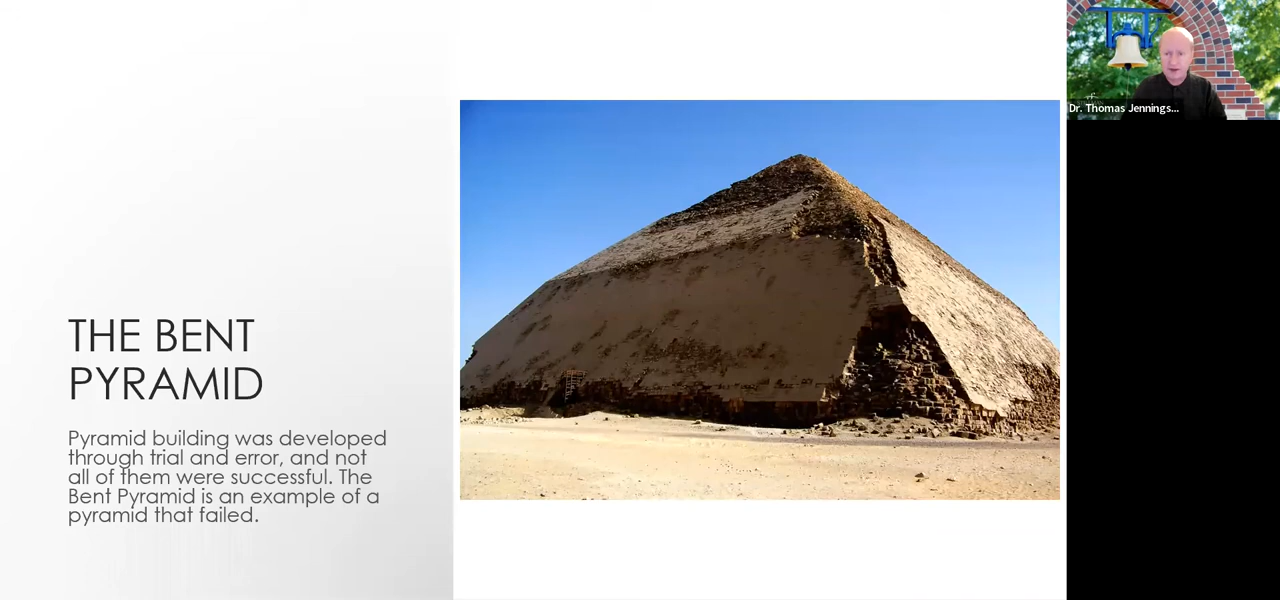 THE BENT
PYRAMID
Pyramid building was developed
through trial and error, and not
all of them were successful. The
Bent Pyramid is an example of a
pyramid that failed.
Dr. Thomas Jennings...